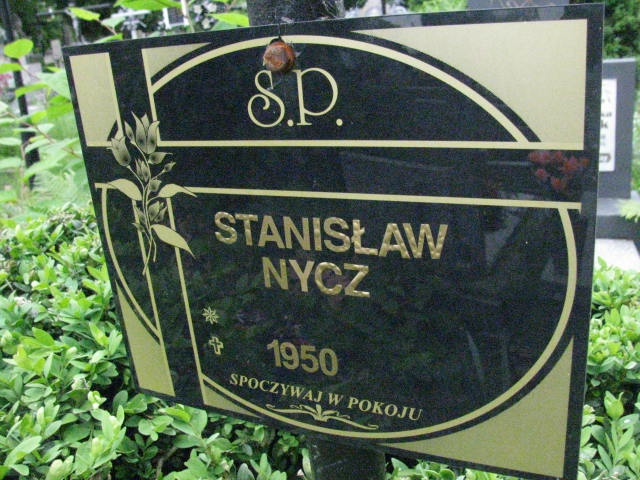 Ś.P.
STANISŁAW
NYCZ
1950
SPOCZYWAJ W POKOJU